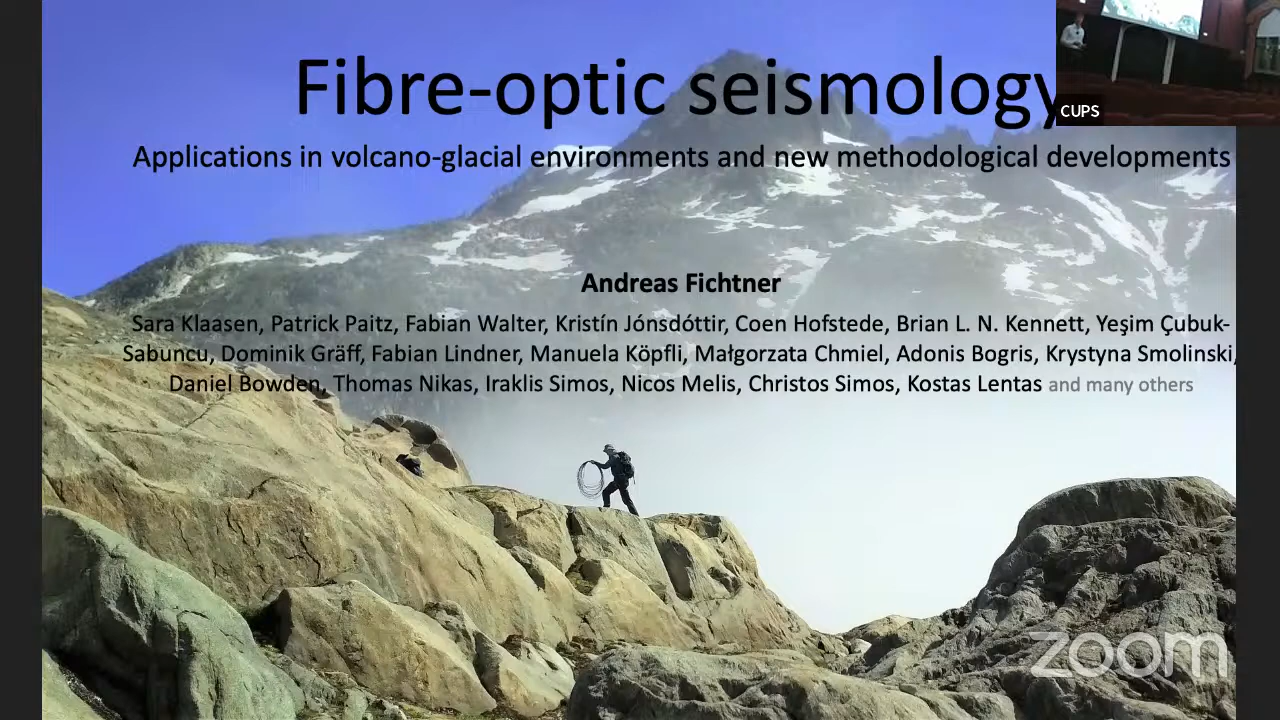 Fibre-optic seismology
CUPS
Applications in volcano-glacial environments and new methodological developments
Andreas Fichtner
Sara Klaasen, Patrick Paitz, Fabian Walter, Kristín Jónsdóttir, Coen Hofstede, Brian L. N. Kennett, Yeşim Çubuk-
Sabuncu, Dominik Gräff, Fabian Lindner, Manuela Köpfli, Małgorzata Chmiel, Adonis Bogris, Krystyna Smolinski,
Daniel Bowden, Thomas Nikas, Iraklis Simos, Nicos Melis, Christos Simos, Kostas Lentas and many others
zoom